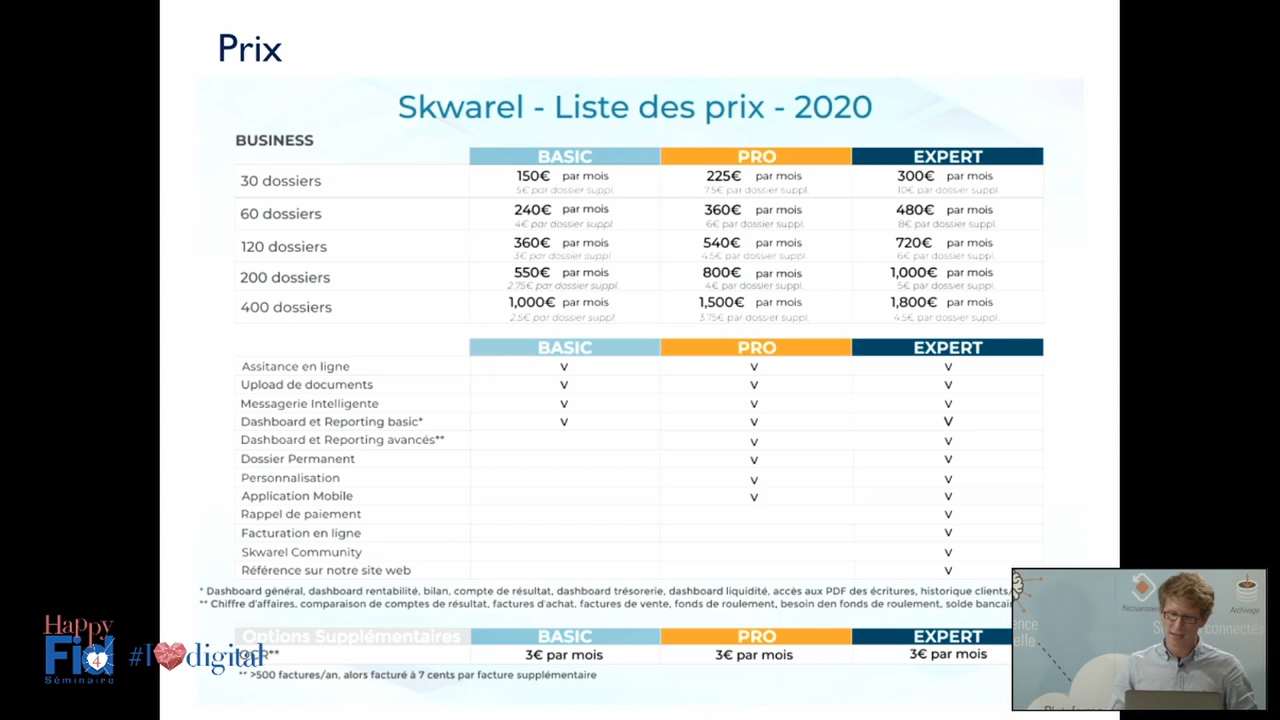 Prix
Skwarel - Liste des prix - 2020
BUSINESS
BASIC PRO EXPERT
30 dossiers 150€ par mois 225€ par mois 300€ par mois
5€ par dossier suppl. 7.5€ par dossier suppl. 10€ par dossier suppl.
60 dossiers 240€ par mois 360€ par mois 480€ par mois
4€ par dossier suppl. 6€ par dossier suppl. 8€ par dossier suppl.
120 dossiers 360€ par mois 540€ par mois 720€ par mois
3€ par dossier suppl. 4.5€ par dossier suppl. 6€ par dossier suppl.
200 dossiers 550€ par mois 800€ par mois 1,000€ par mois
2.75€ par dossier suppl. 4€ par dossier suppl. 5€ par dossier suppl.
400 dossiers 1,000€ par mois 1,500€ par mois 1,800€ par mois
2.5€ par dossier suppl. 3.75€ par dossier suppl. 4.5€ par dossier suppl.
BASIC PRO EXPERT
Assitance en ligne v v v
Upload de documents v v v
Messagerie Intelligente v v v
Dashboard et Reporting basic* v v v
Dashboard et Reporting avancés** v v
Dossier Permanent v v
Personnalisation v v
Application Mobile v v
Rappel de paiement v
Facturation en ligne v
Skwarel Community v
Référence sur notre site web v
* Dashboard général, dashboard rentabilité, bilan, compte de résultat, dashboard trésorerie, dashboard liquidité, accès aux PDF des écritures, historique clients/
** Chiffre d'affaires, comparaison de comptes de résultat, factures d'achat, factures de vente, fonds de roulement, besoin den fonds de roulement, solde bancai
Options Supplémentaires BASIC PRO EXPERT
3€ par mois 3€ par mois 3€ par mois
** >500 factures/an, alors facturé à 7 cents par facture supplémentaire
Happy
Fid
4
Séminaire
#I digital
Archivage
connectés